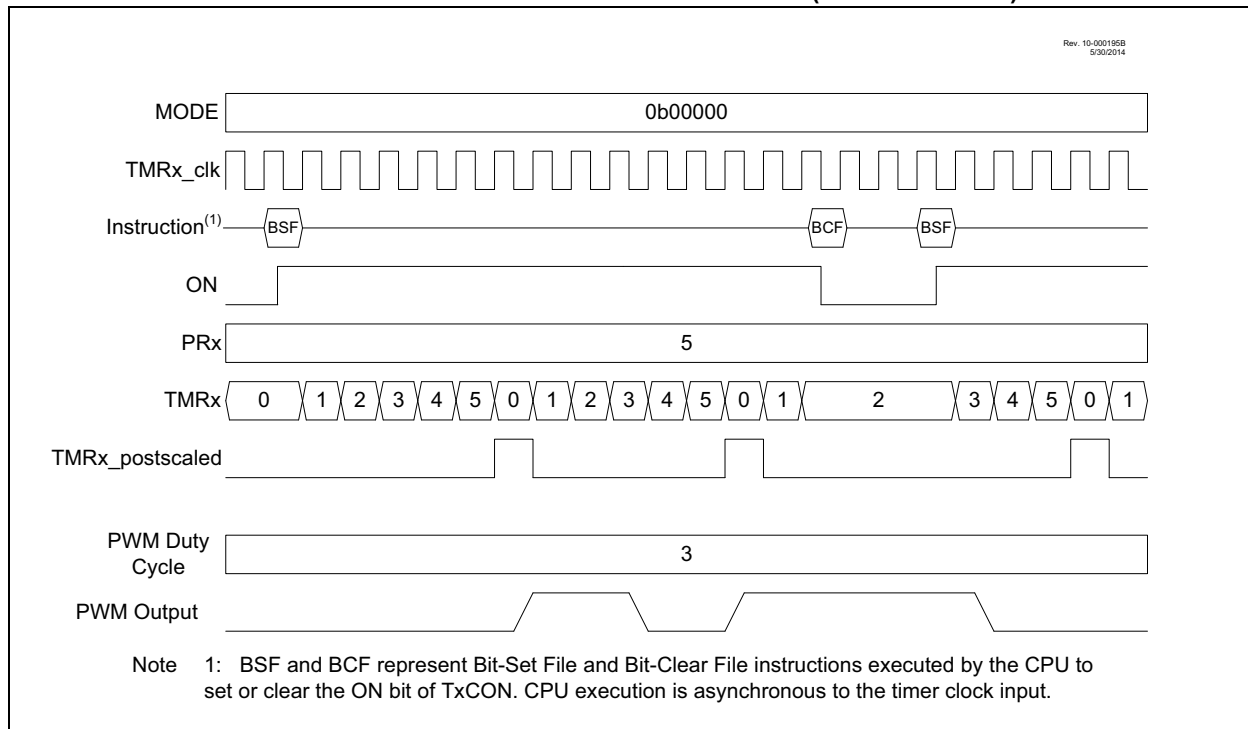 Rev. 10-000195B
5/30/2014
MODE 0b00000
TMRx_clk
Instruction(1) BSF BCF BSF
ON
PRx 5
TMRx 0 1 2 3 4 5 0 1 2 3 4 5 0 1 2 3 4 5 0 1
TMRx_postscaled
PWM Duty
Cycle 3
PWM Output
Note 1: BSF and BCF represent Bit-Set File and Bit-Clear File instructions executed by the CPU to
set or clear the ON bit of TxCON. CPU execution is asynchronous to the timer clock input.